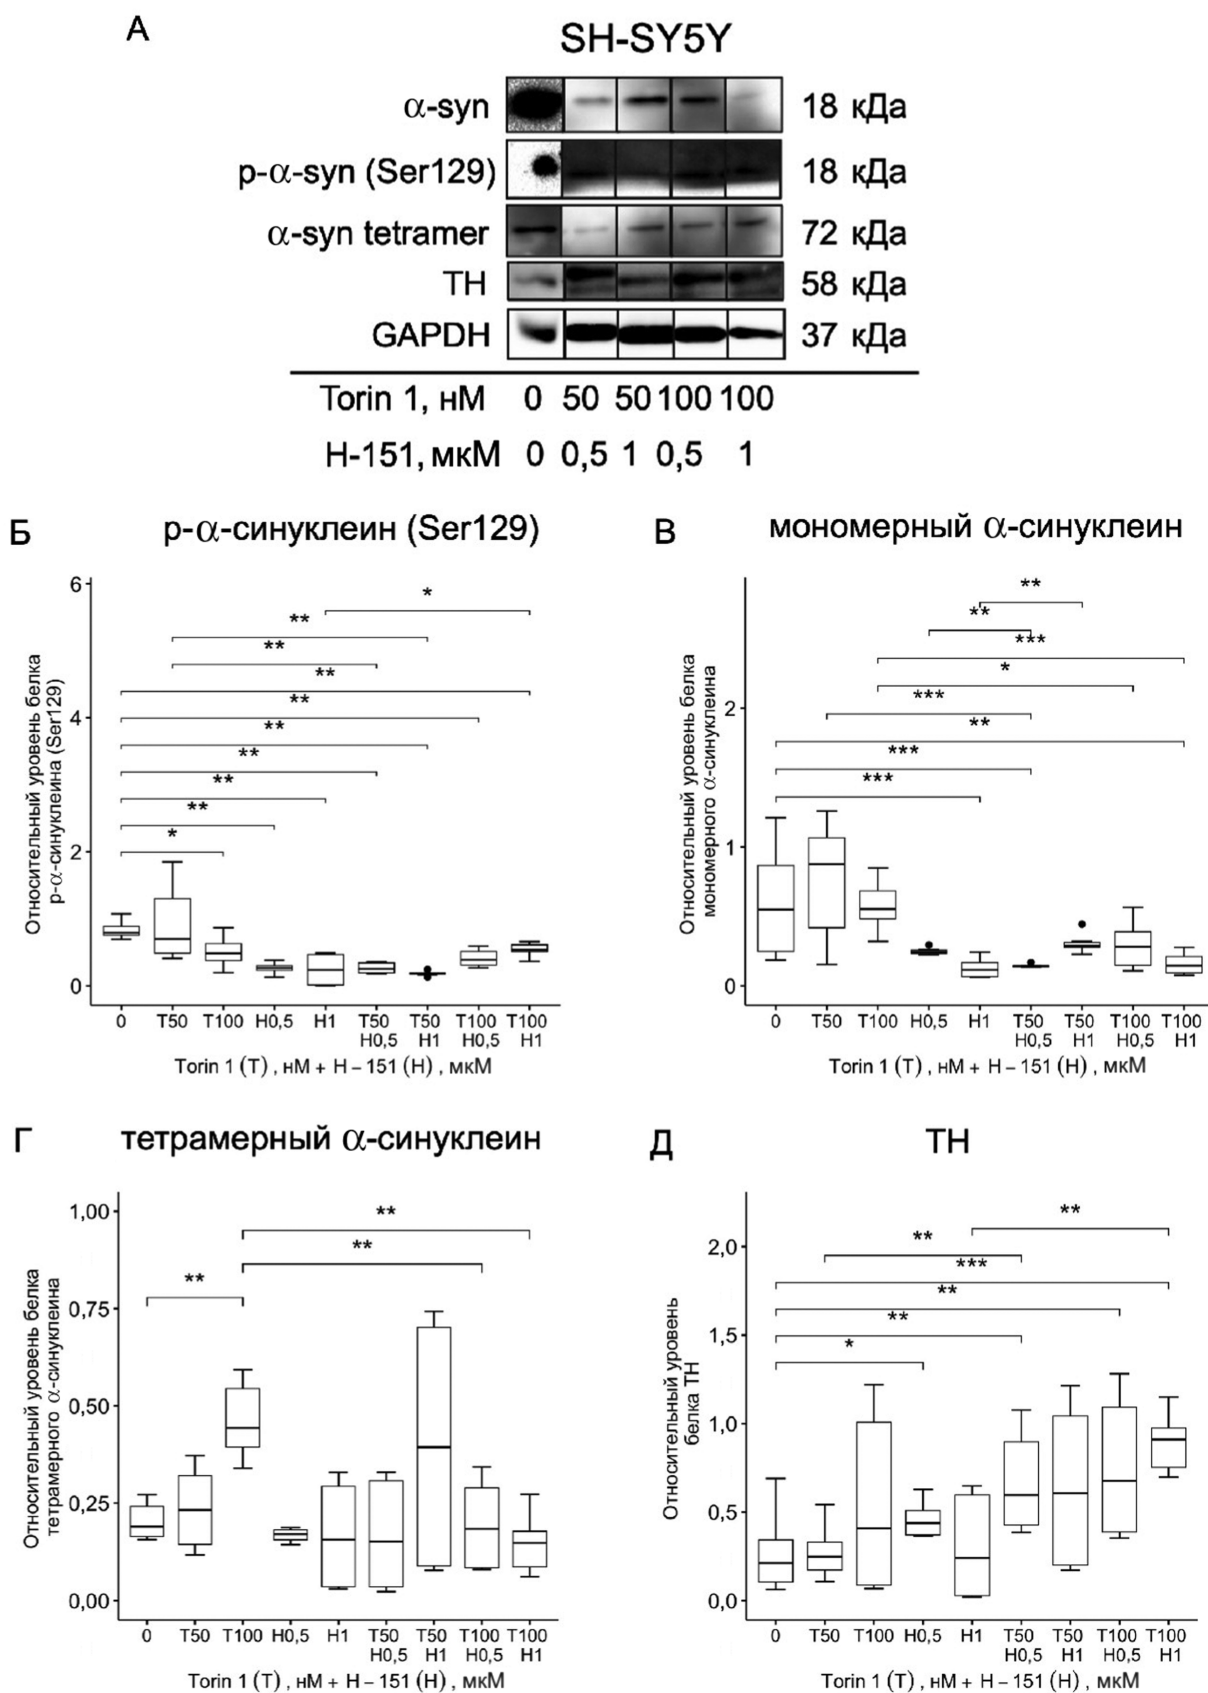 А
SH-SY5Y
α-syn 18 кДа
p-α-syn (Ser129) 18 кДа
α-syn tetramer 72 кДа
TH 58 кДа
GAPDH 37 кДа
Torin 1, нМ 0 50 50 100 100
H-151, мкМ 0 0,5 1 0,5 1
Б р-α-синуклеин (Ser129)
Относительный уровень белка
р-α-синуклеина (Ser129)
6
4
2
0
*
**
**
**
**
**
**
**
**
**
*
0 T50 T100 H0,5 H1 T50 T50 T100 T100
H0,5 H1 H0,5 H1
Torin 1 (T) , нМ + H – 151 (H) , мкМ
В мономерный α-синуклеин
Относительный уровень белка
мономерного α-синуклеина
2
1
0
**
**
***
*
***
**
***
***
0 T50 T100 H0,5 H1 T50 T50 T100 T100
H0,5 H1 H0,5 H1
Torin 1 (T) , нМ + H – 151 (H) , мкМ
Г тетрамерный α-синуклеин
Относительный уровень белка
тетрамерного α-синуклеина
1,00
0,75
0,50
0,25
0,00
**
**
**
0 T50 T100 H0,5 H1 T50 T50 T100 T100
H0,5 H1 H0,5 H1
Torin 1 (T) , нМ + H – 151 (H) , мкМ
Д TH
Относительный уровень
белка TH
2,0
1,5
1,0
0,5
0,0
**
**
***
**
**
*
0 T50 T100 H0,5 H1 T50 T50 T100 T100
H0,5 H1 H0,5 H1
Torin 1 (T) , нМ + H – 151 (H) , мкМ